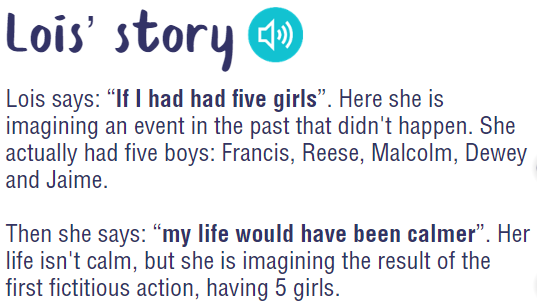 Lois' story
Lois says: “If I had had five girls”. Here she is
imagining an event in the past that didn't happen. She
actually had five boys: Francis, Reese, Malcolm, Dewey
and Jaime.
Then she says: “my life would have been calmer”. Her
life isn't calm, but she is imagining the result of the
first fictitious action, having 5 girls.